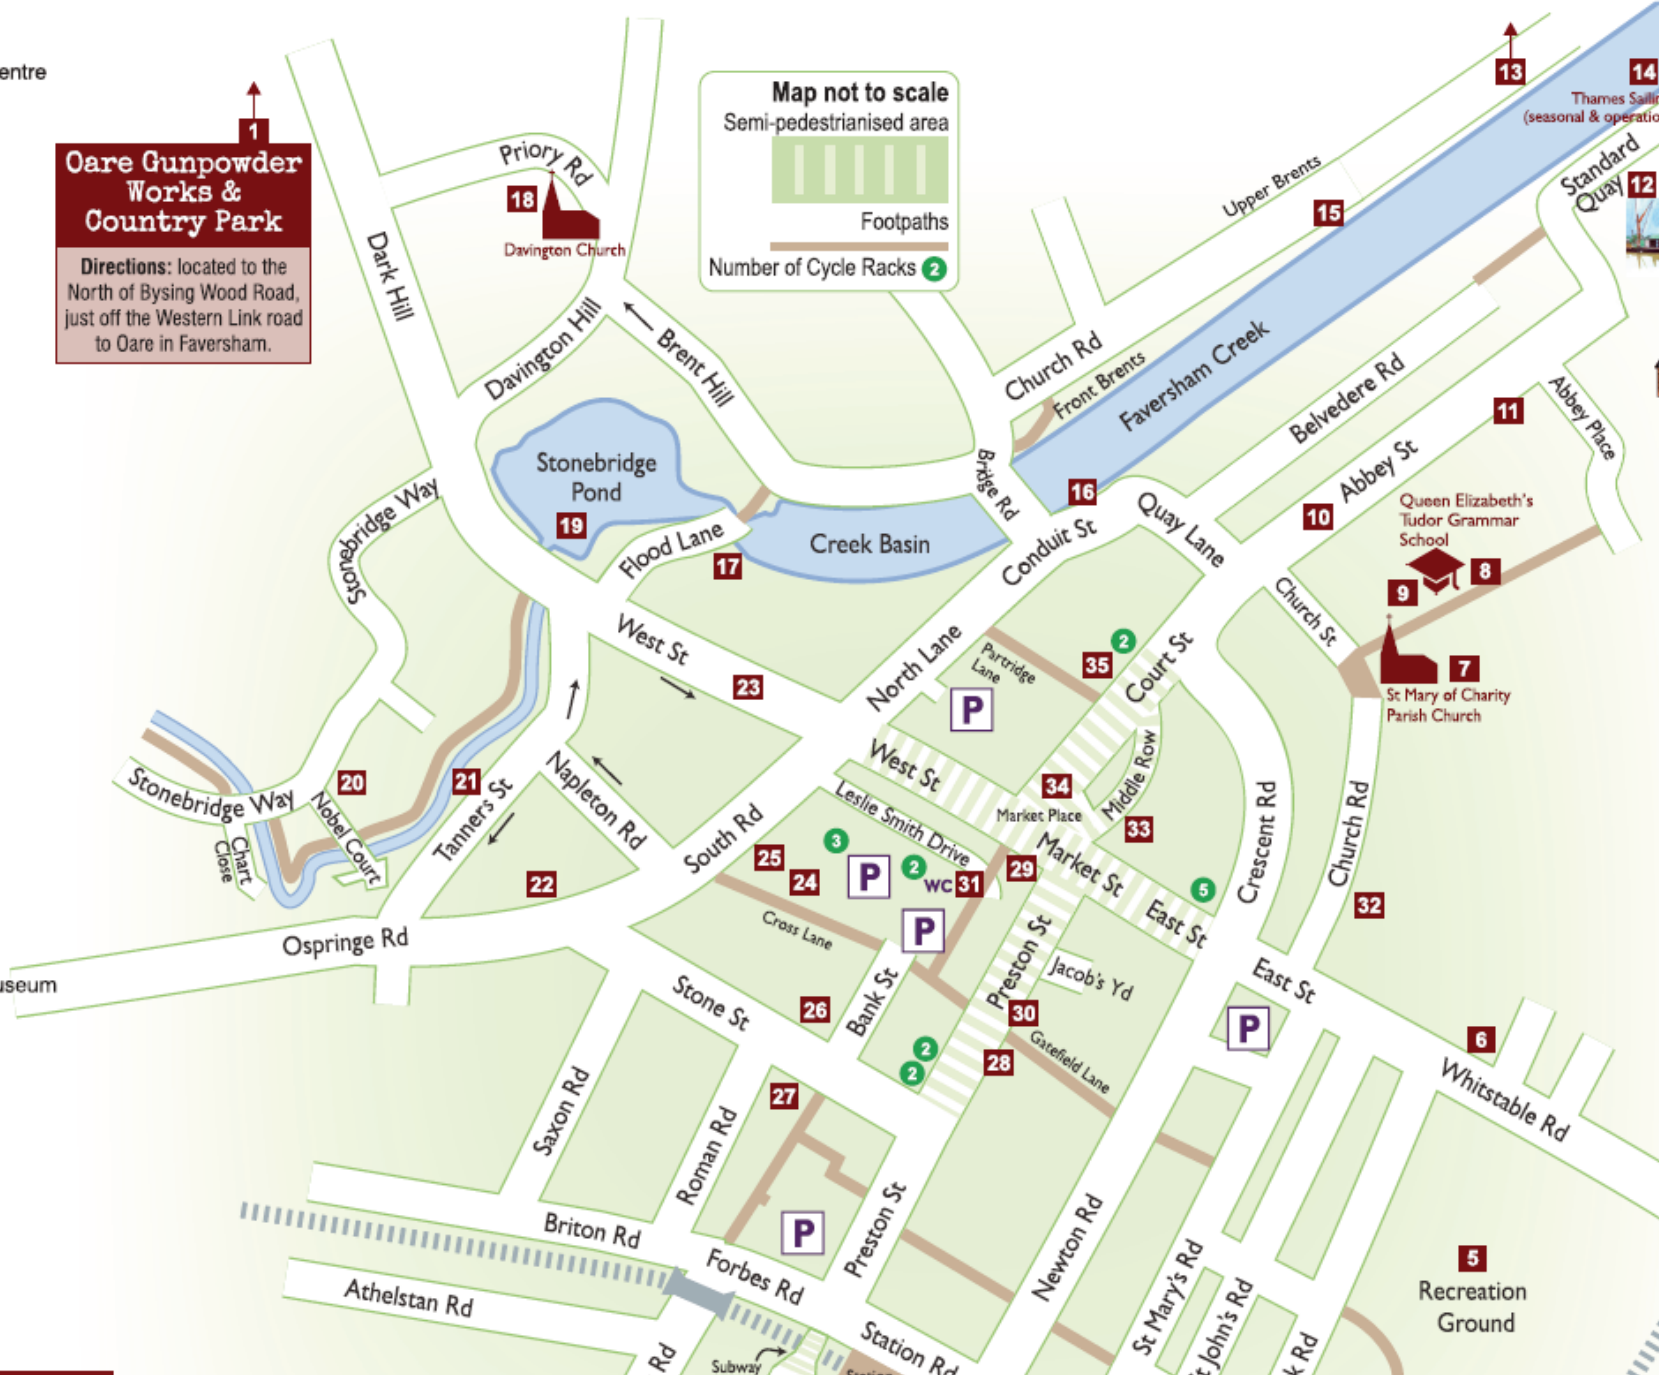 entre
1
Oare Gunpowder
Works &
Country Park
Directions: located to the
North of Bysing Wood Road,
just off the Western Link road
to Oare in Faversham.
Map not to scale
Semi-pedestrianised area
Footpaths
Number of Cycle Racks 2
13
14
Thames Sailin
(seasonal & operatio
Standard
Quay
12
Upper Brents
15
Priory Rd
18
Davington Church
Dark Hill
Davington Hill
Brent Hill
Church Rd
Front Brents
Faversham Creek
Belvedere Rd
Abbey St
11
Abbey Place
Stonebridge
Pond
19
Stonebridge Way
Flood Lane
17
Creek Basin
Bridge Rd
16
Conduit St
Quay Lane
10
Queen Elizabeth's
Tudor Grammar
School
8
9
Church St
7
St Mary of Charity
Parish Church
West St
23
North Lane
Partridge
Lane
2
35
Court St
P
West St
34
Market Place
Middle Row
33
Stonebridge Way
20
21
Nobel Court
Chart
Close
Tanners St
Napleton Rd
South Rd
Leslie Smith Drive
3
P
2
WC
31
29
Market St
5
East St
Crescent Rd
Church Rd
32
22
25
24
Cross Lane
P
Ospringe Rd
useum
Preston St
Jacob's Yd
East St
P
Stone St
26
Bank St
30
28
Gatefield Lane
2
2
6
Whitstable Rd
27
Saxon Rd
Roman Rd
P
Preston St
Newton Rd
Briton Rd
Forbes Rd
Athelstan Rd
Station Rd
St Mary's Rd
t John's Rd
k Rd
5
Recreation
Ground
Rd
Subway